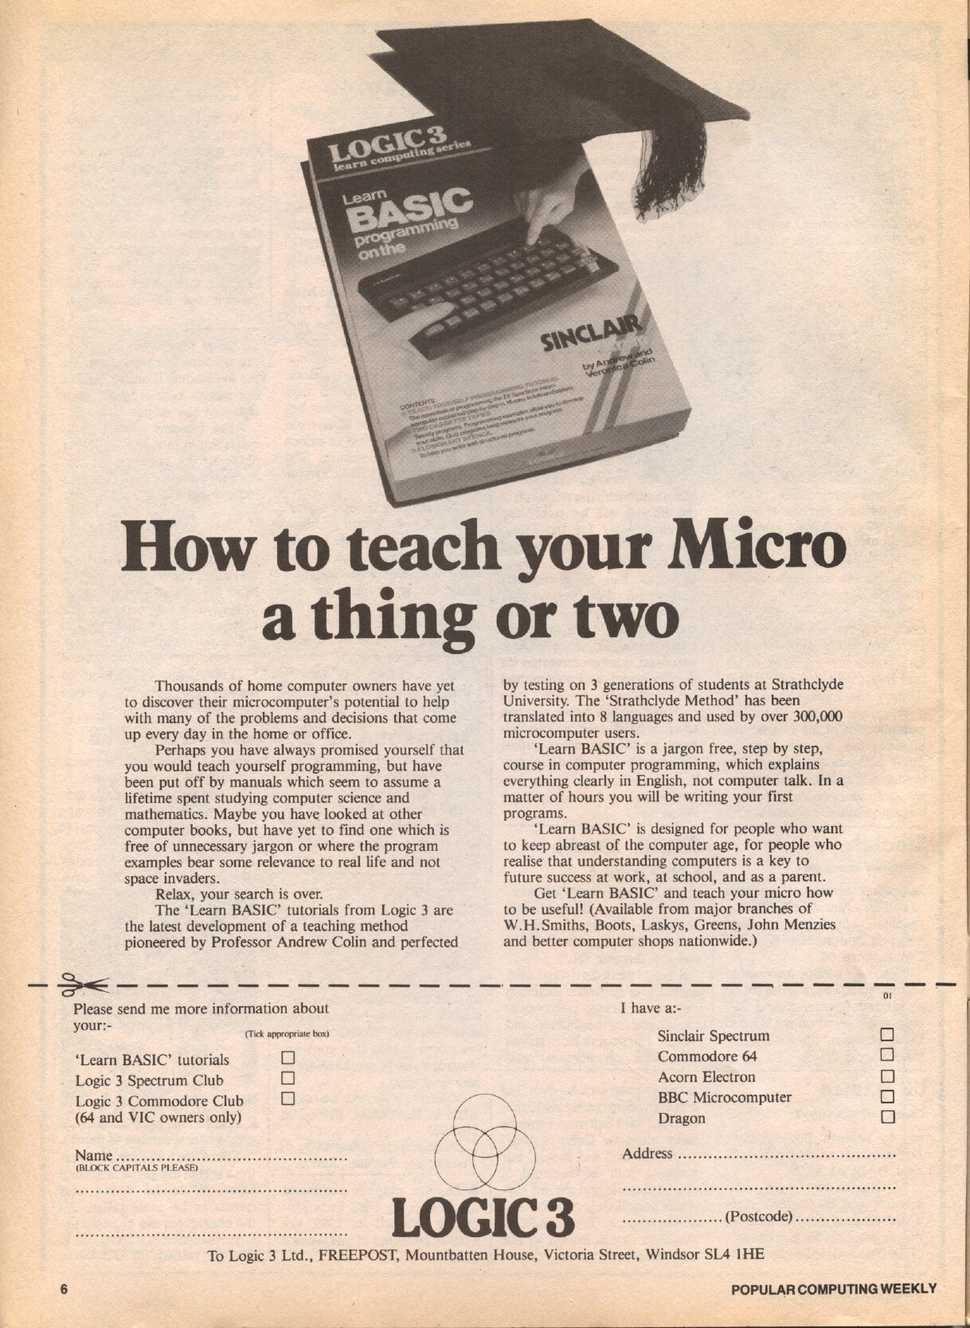 LOGIC 3
learn computing series
Learn
BASIC
programming
on the
SINCLAIR
by Andrew and
Veronica Colin
CONTENTS
How to teach your Micro
a thing or two
Thousands of home computer owners have yet
to discover their microcomputer's potential to help
with many of the problems and decisions that come
up every day in the home or office.
Perhaps you have always promised yourself that
you would teach yourself programming, but have
been put off by manuals which seem to assume a
lifetime spent studying computer science and
mathematics. Maybe you have looked at other
computer books, but have yet to find one which is
free of unnecessary jargon or where the program
examples bear some relevance to real life and not
space invaders.
Relax, your search is over.
The 'Learn BASIC' tutorials from Logic 3 are
the latest development of a teaching method
pioneered by Professor Andrew Colin and perfected
by testing on 3 generations of students at Strathclyde
University. The 'Strathclyde Method' has been
translated into 8 languages and used by over 300,000
microcomputer users.
'Learn BASIC' is a jargon free, step by step,
course in computer programming, which explains
everything clearly in English, not computer talk. In a
matter of hours you will be writing your first
programs.
'Learn BASIC' is designed for people who want
to keep abreast of the computer age, for people who
realise that understanding computers is a key to
future success at work, at school, and as a parent.
Get 'Learn BASIC' and teach your micro how
to be useful! (Available from major branches of
W.H.Smiths, Boots, Laskys, Greens, John Menzies
and better computer shops nationwide.)
Please send me more information about
your:-
(Tick appropriate box)
'Learn BASIC' tutorials
Logic 3 Spectrum Club
Logic 3 Commodore Club
(64 and VIC owners only)
Name
(BLOCK CAPITALS PLEASE)
01
I have a:-
Sinclair Spectrum
Commodore 64
Acorn Electron
BBC Microcomputer
Dragon
Address
(Postcode)
LOGIC 3
To Logic 3 Ltd., FREEPOST, Mountbatten House, Victoria Street, Windsor SL4 1HE
6
POPULAR COMPUTING WEEKLY